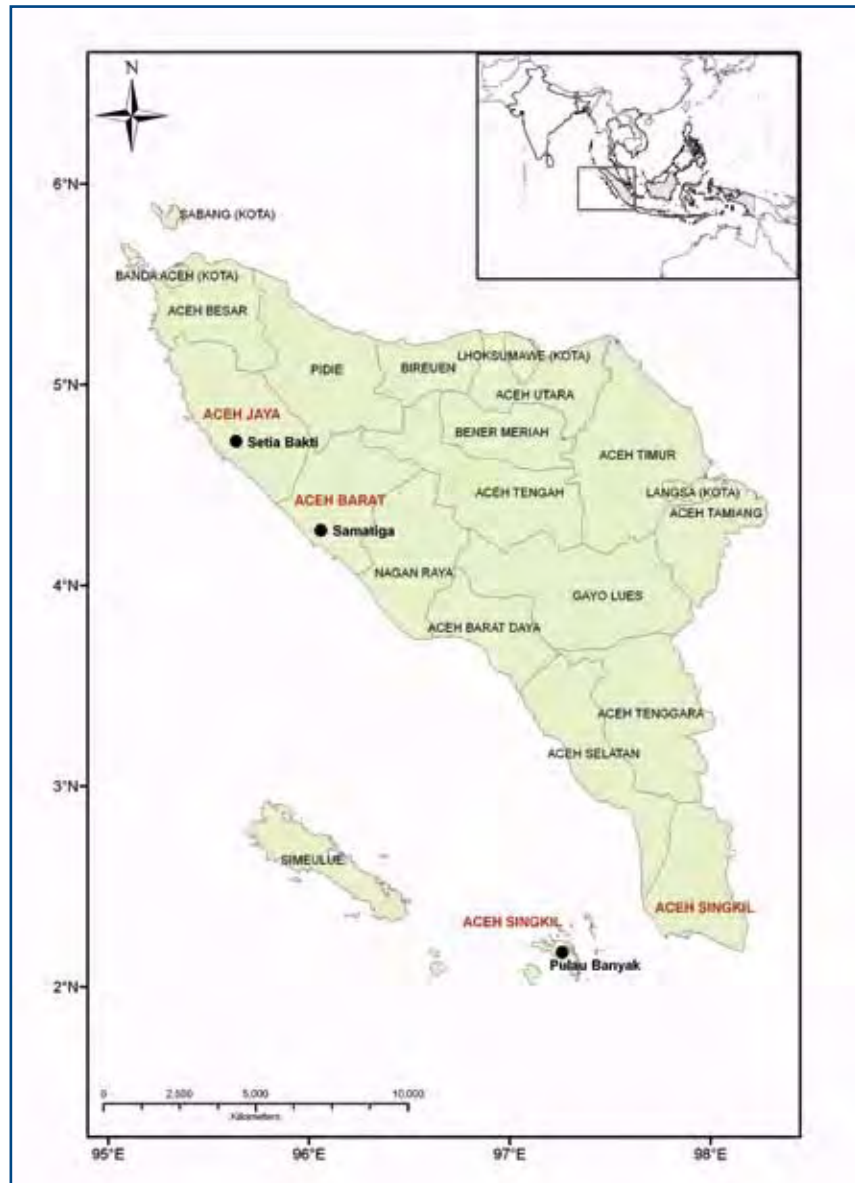 N
6°N
SABANG (KOTA)
BANDA ACEH (KOTA)
ACEH BESAR
LHOKSUMAWE (KOTA)
PIDIE
BIREUEN
5°N
ACEH UTARA
ACEH JAYA
BENER MERIAH
Setia Bakti
ACEH TIMUR
ACEH TENGAH
LANGSA (KOTA)
ACEH BARAT
ACEH TAMIANG
Samatiga
NAGAN RAYA
4°N
GAYO LUES
ACEH BARAT DAYA
ACEH TENGGARA
ACEH SELATAN
3°N
SIMEULUE
ACEH SINGKIL
ACEH SINGKIL
Pulau Banyak
2°N
0 2,500 5,000 10,000
Kilometers
95°E 96°E 97°E 98°E